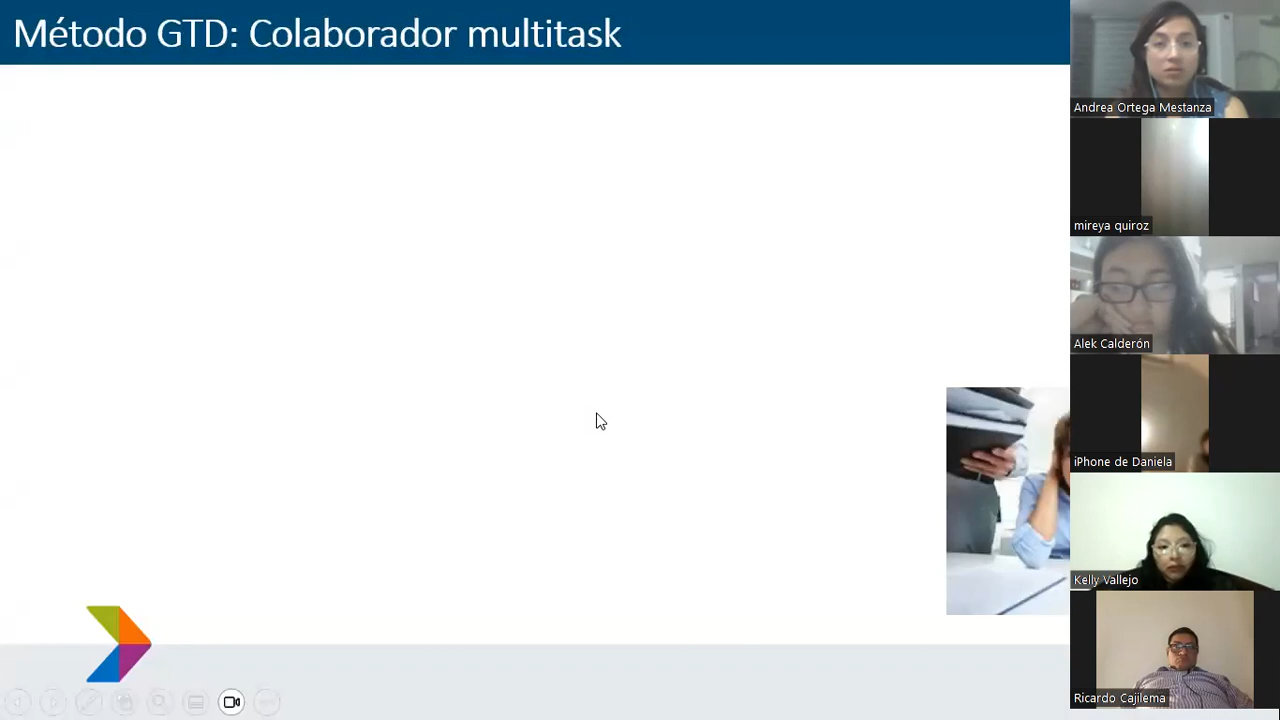 Método GTD: Colaborador multitask
Andrea Ortega Mestanza
mireya quiroz
Alek Calderón
iPhone de Daniela
Kelly Vallejo
Ricardo Cajilema